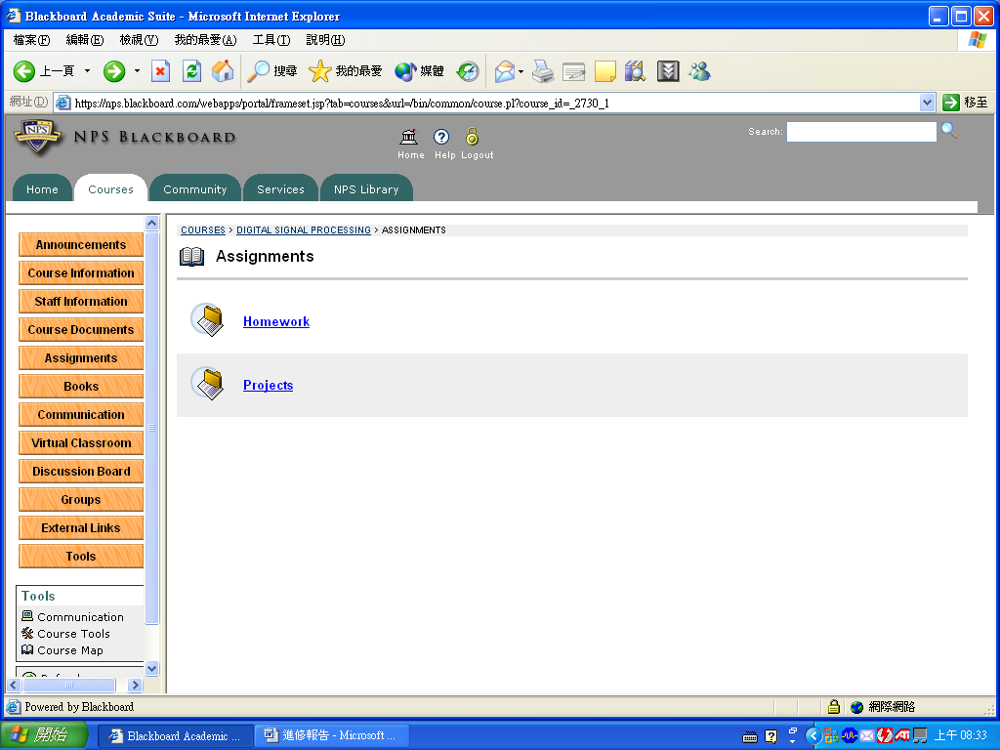 Blackboard Academic Suite - Microsoft Internet Explorer
檔案(F) 編輯(E) 檢視(V) 我的最愛(A) 工具(T) 說明(H)
上一頁 搜尋 我的最愛 媒體
網址(D) https://nps.blackboard.com/webapps/portal/frameset.jsp?tab=courses&url=/bin/common/course.pl?course_id=_2730_1 移至
NPS
NPS BLACKBOARD
Home Help Logout
Search:
Home Courses Community Services NPS Library
COURSES > DIGITAL SIGNAL PROCESSING > ASSIGNMENTS
Assignments
Homework
Projects
Announcements
Course Information
Staff Information
Course Documents
Assignments
Books
Communication
Virtual Classroom
Discussion Board
Groups
External Links
Tools
Tools
Communication
Course Tools
Course Map
Powered by Blackboard 網際網路
開始 Blackboard Academic ... 進修報告 - Microsoft ... 上午 08:33